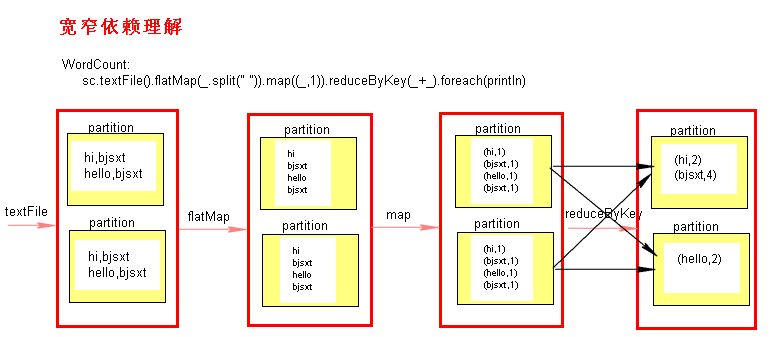 宽窄依赖理解
WordCount:
sc.textFile().flatMap(_.split(" ")).map((_,1)).reduceByKey(_+_).foreach(println)
textFile
partition
hi,bjsxt
hello,bjsxt
partition
hi,bjsxt
hello,bjsxt
flatMap
partition
hi
bjsxt
hello
bjsxt
partition
hi
bjsxt
hello
bjsxt
map
partition
(hi,1)
(bjsxt,1)
(hello,1)
(bjsxt,1)
partition
(hi,1)
(bjsxt,1)
(hello,1)
(bjsxt,1)
reduceByKey
partition
(hi,2)
(bjsxt,4)
partition
(hello,2)